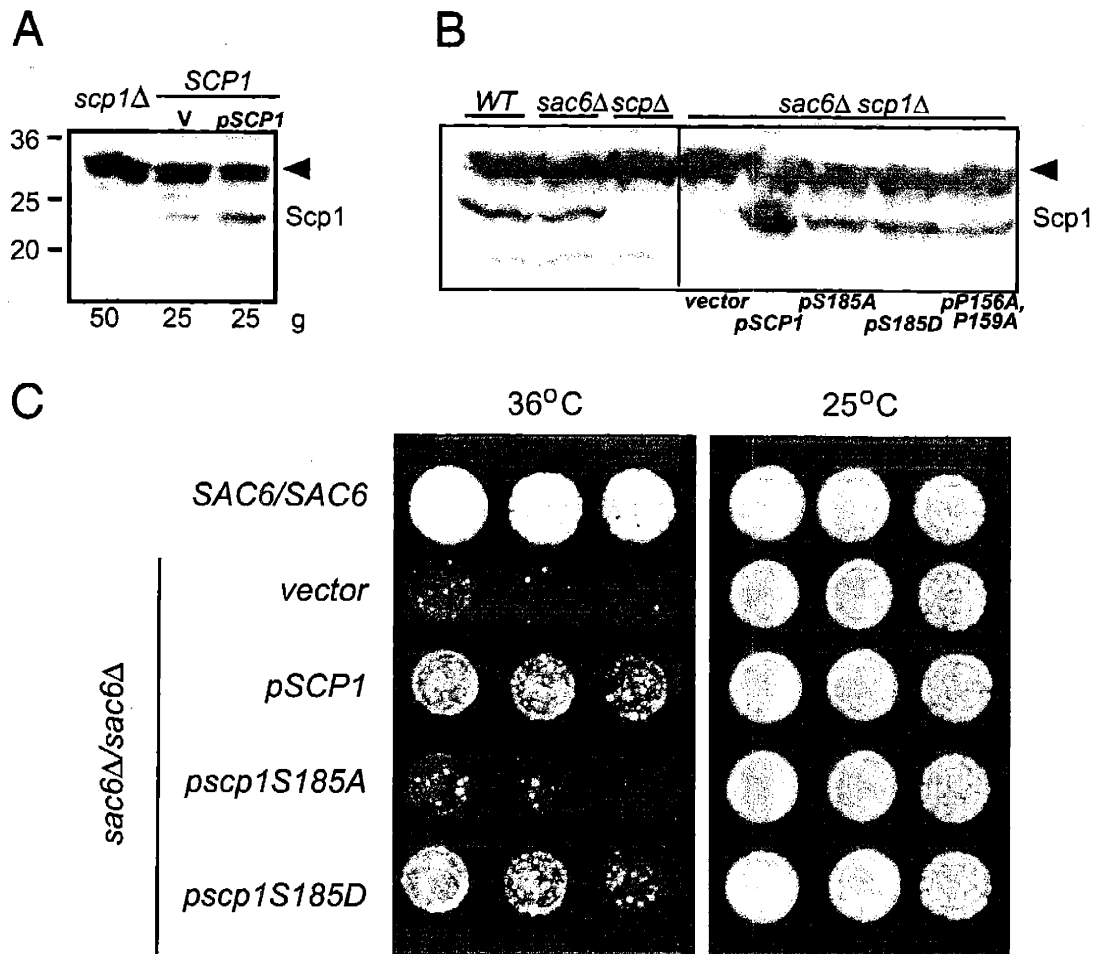 A
scp1Δ
SCP1
v pSCP1
36
25
20
Scp1
50 25 25 g
B
WT sac6Δ scpΔ sac6Δ scp1Δ
Scp1
vector pS185A pP156A,
pSCP1 pS185D P159A
C
36°C 25°C
SAC6/SAC6
vector
pSCP1
pscp1S185A
pscp1S185D
sac6Δ/sac6Δ